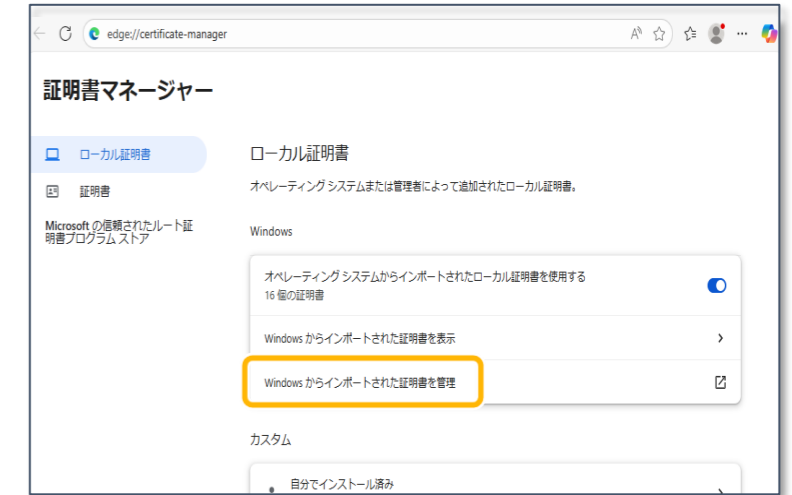 edge://certificate-manager
証明書マネージャー
ローカル証明書
証明書
Microsoft の信頼されたルート証
明書プログラム ストア
ローカル証明書
オペレーティング システムまたは管理者によって追加されたローカル証明書。
Windows
オペレーティング システムからインポートされたローカル証明書を使用する
16 個の証明書
Windows からインポートされた証明書を表示
Windows からインポートされた証明書を管理
カスタム
自分でインストール済み